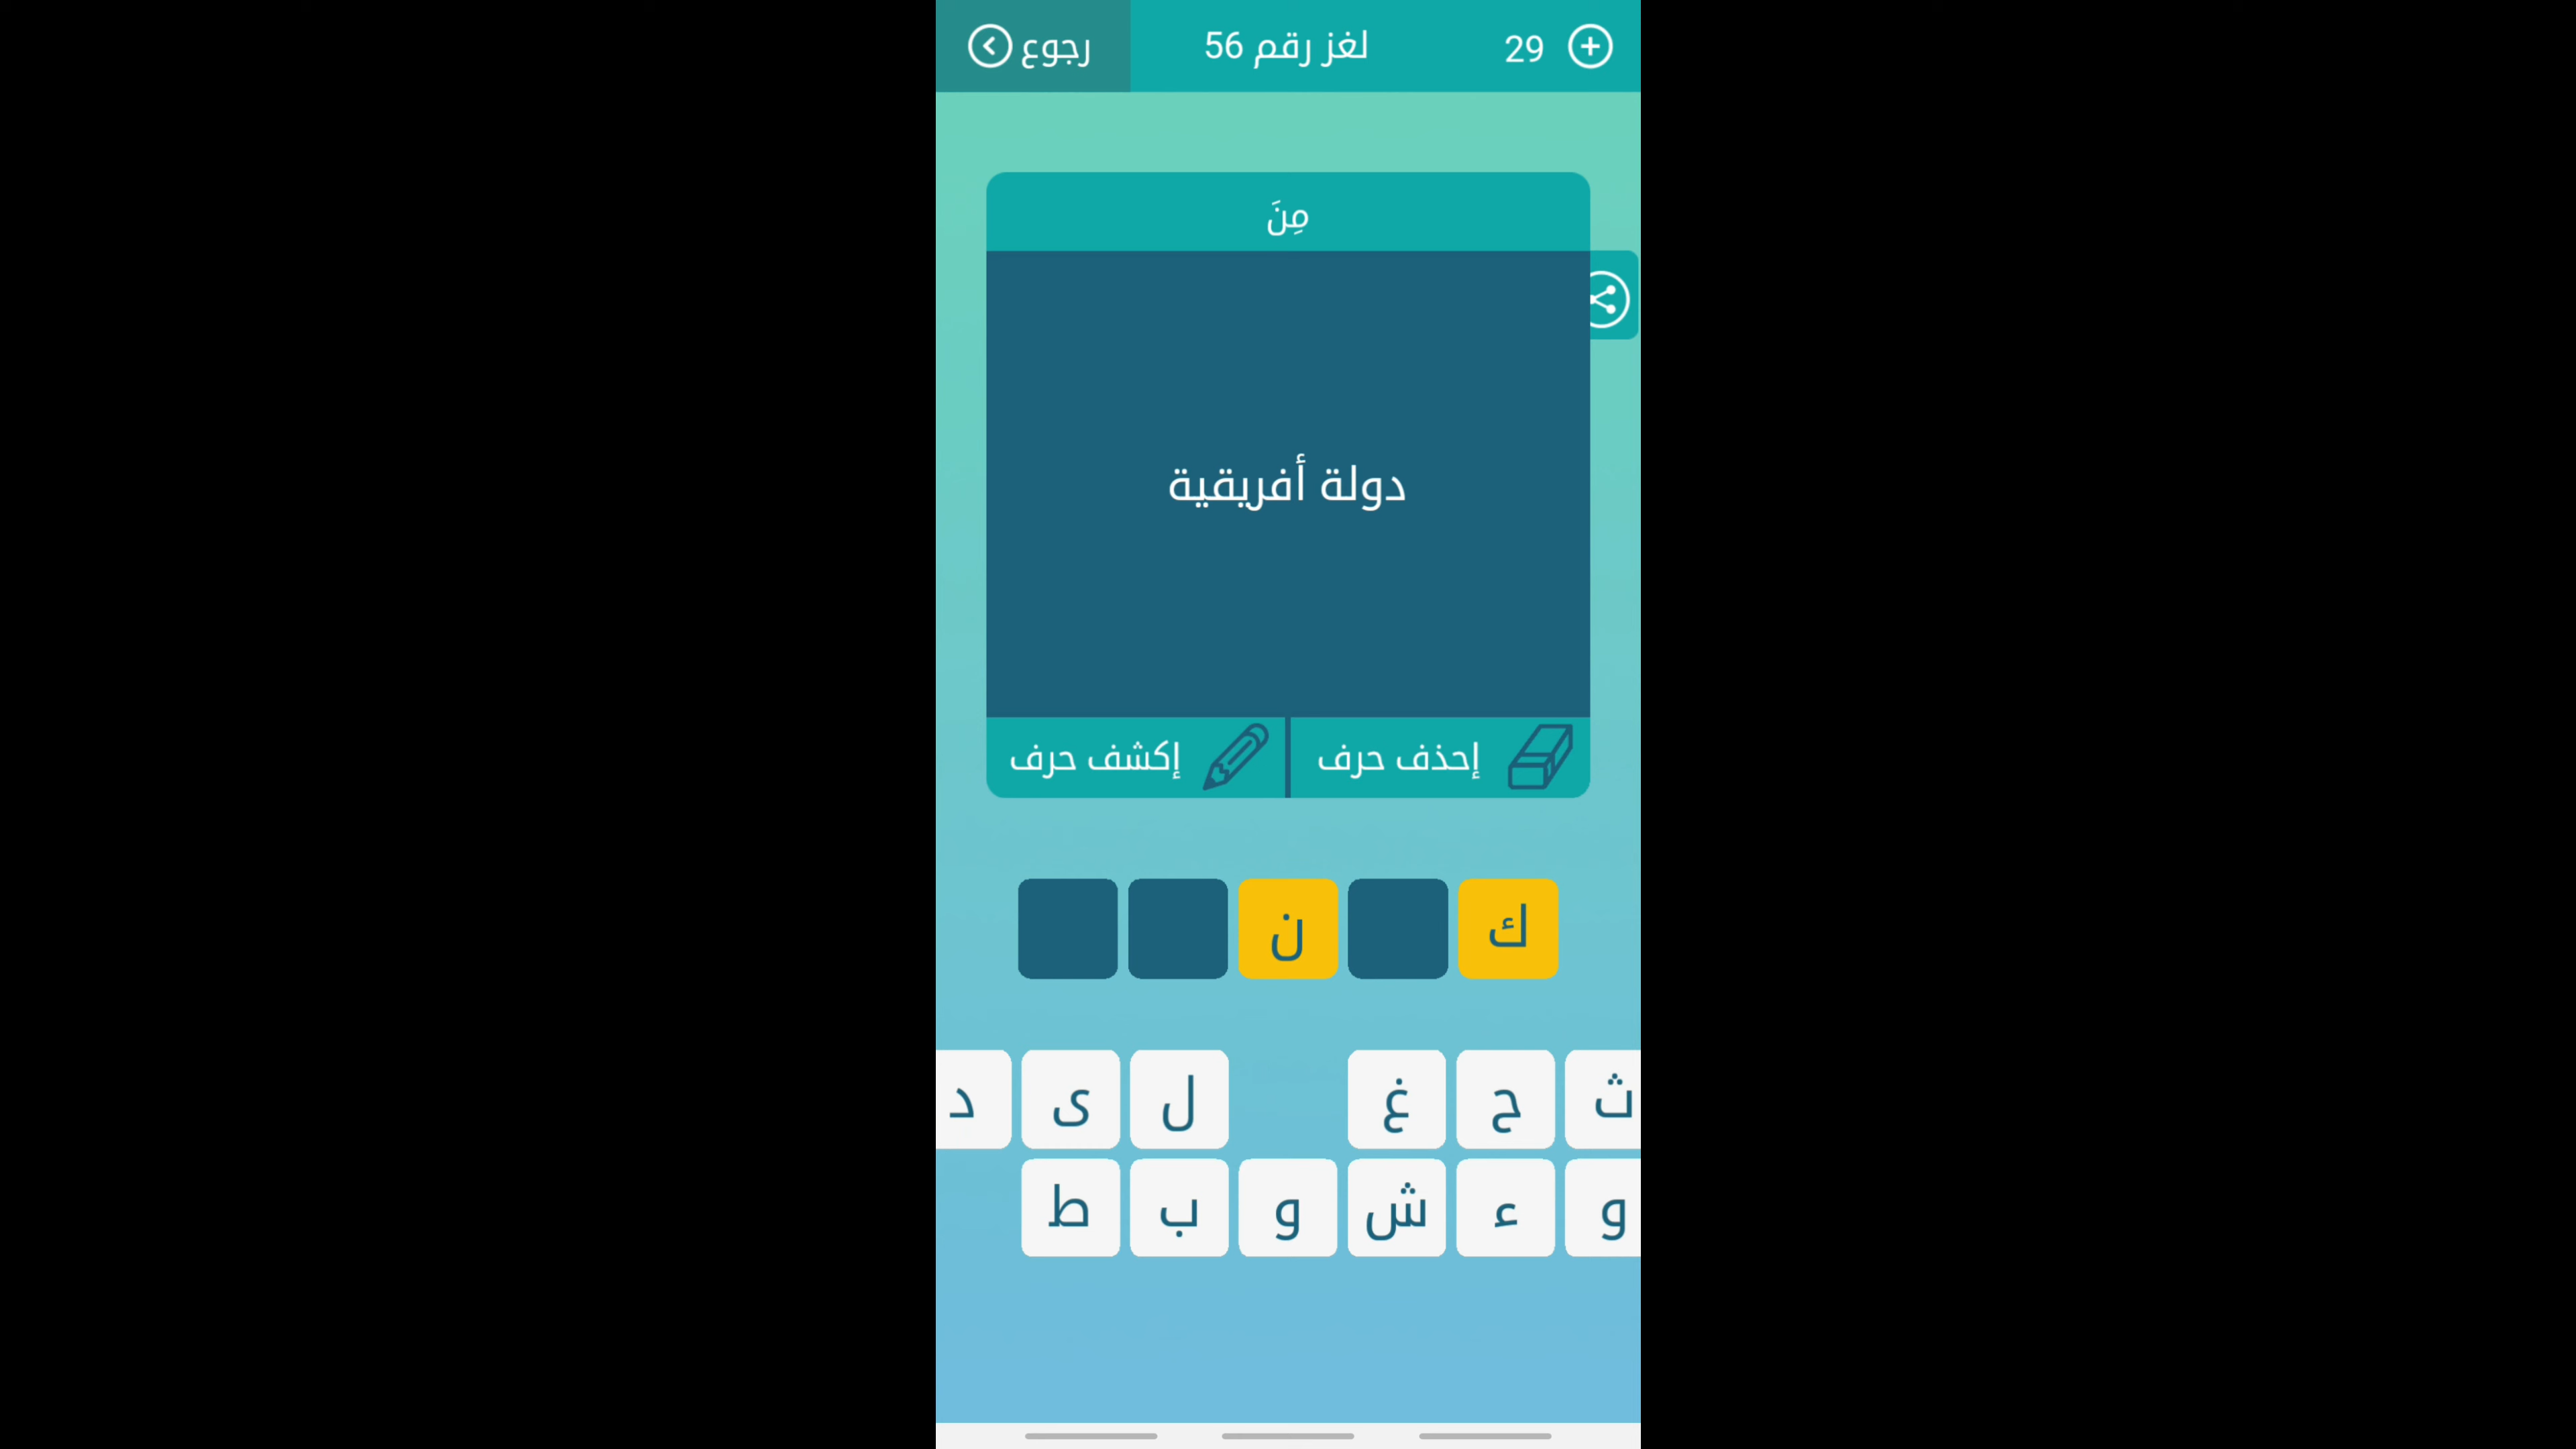 رجوع لغز رقم 56 29
مِنَ
دولة أفريقية
إحذف حرف إكشف حرف
ك ن
ث ح غ ل ى د
و ء ش و ب ط